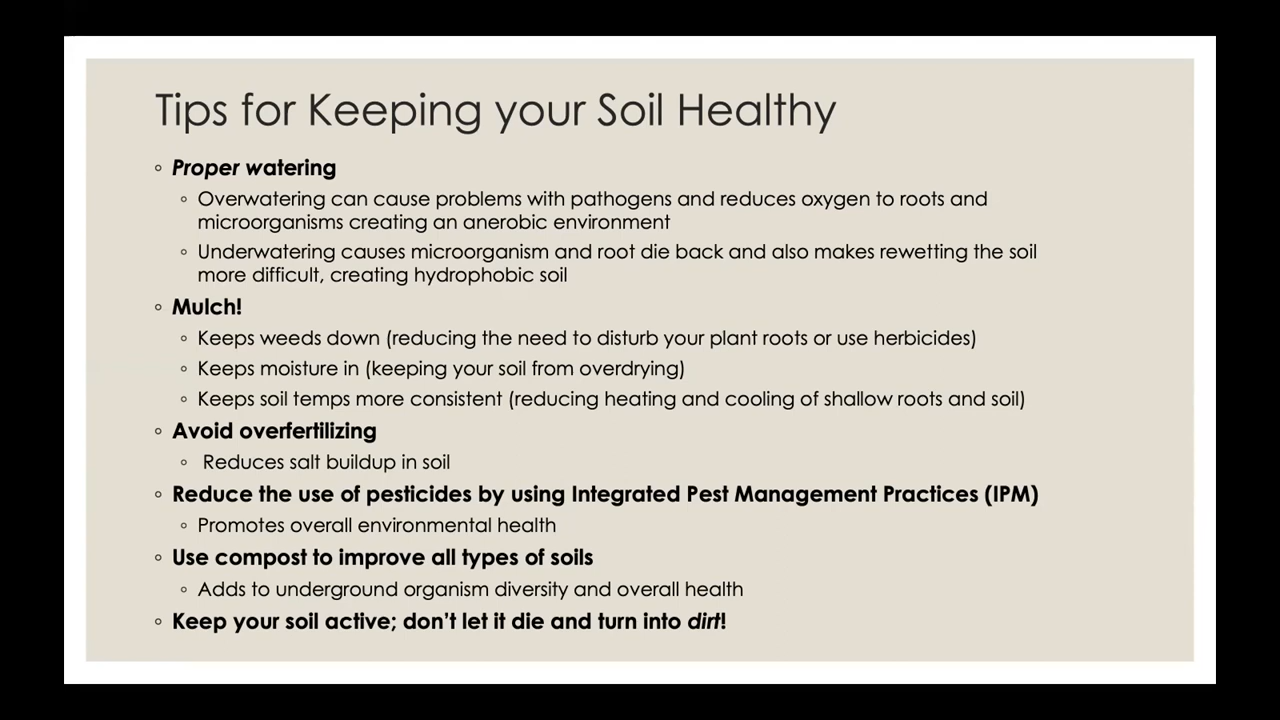 Tips for Keeping your Soil Healthy
◦ Proper watering
◦ Overwatering can cause problems with pathogens and reduces oxygen to roots and
microorganisms creating an anerobic environment
◦ Underwatering causes microorganism and root die back and also makes rewetting the soil
more difficult, creating hydrophobic soil
◦ Mulch!
◦ Keeps weeds down (reducing the need to disturb your plant roots or use herbicides)
◦ Keeps moisture in (keeping your soil from overdrying)
◦ Keeps soil temps more consistent (reducing heating and cooling of shallow roots and soil)
◦ Avoid overfertilizing
◦ Reduces salt buildup in soil
◦ Reduce the use of pesticides by using Integrated Pest Management Practices (IPM)
◦ Promotes overall environmental health
◦ Use compost to improve all types of soils
◦ Adds to underground organism diversity and overall health
◦ Keep your soil active; don’t let it die and turn into dirt!